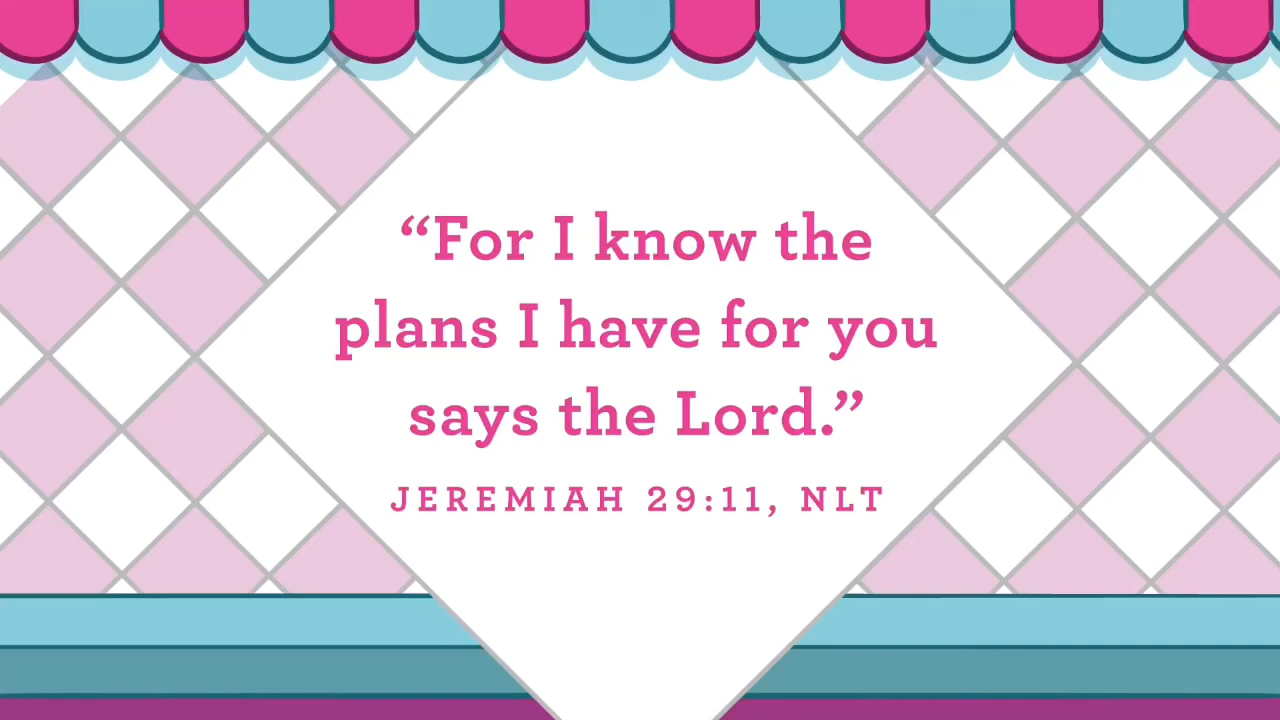 “For I know the
plans I have for you
says the Lord.”
JEREMIAH 29:11, NLT